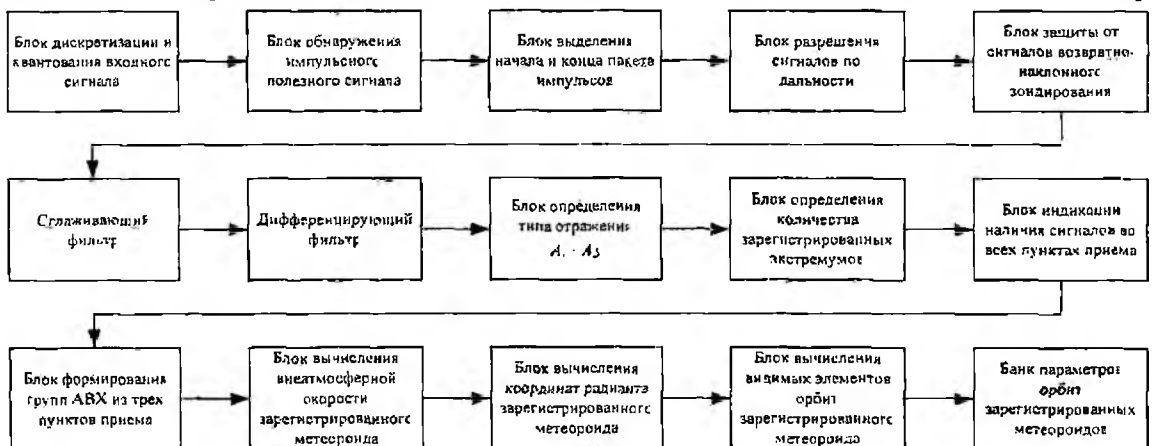 Блок дискретизации и
квантования входного
сигнала
Блок обнаружения
импульсного
полезного сигнала
Блок выделения
начала и конца пакета
импульсов
Блок разрешения
сигналов по
дальности
Блок защиты от
сигналов возвратно-
наклонного
зондирования
Сглаживающий
фильтр
Дифференцирующий
фильтр
Блок определения
типа отражения
Блок определения
количества
зарегистрированных
экстремумов
Блок индикации
наличия сигналов во
всех пунктах приема
Блок формирования
групп АВХ из трех
пунктов приема
Блок вычисления
внеатмосферной
скорости
зарегистрированного
метеороида
Блок вычисления
координат радианта
зарегистрированного
метеороида
Блок вычисления
видимых элементов
орбит
зарегистрированного
метеороида
Банк параметров
орбит
зарегистрированных
метеороидов